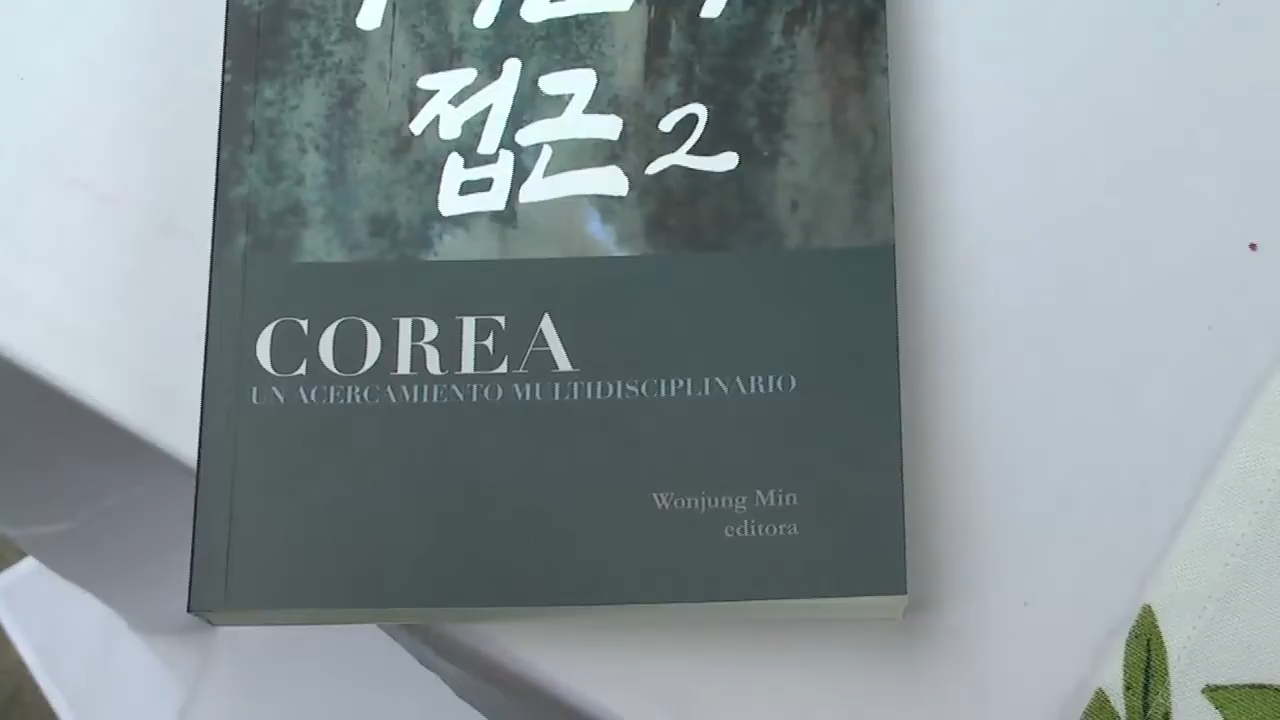 접근 2
COREA
UN ACERCAMIENTO MULTIDISCIPLINARIO
Wonjung Min
editora